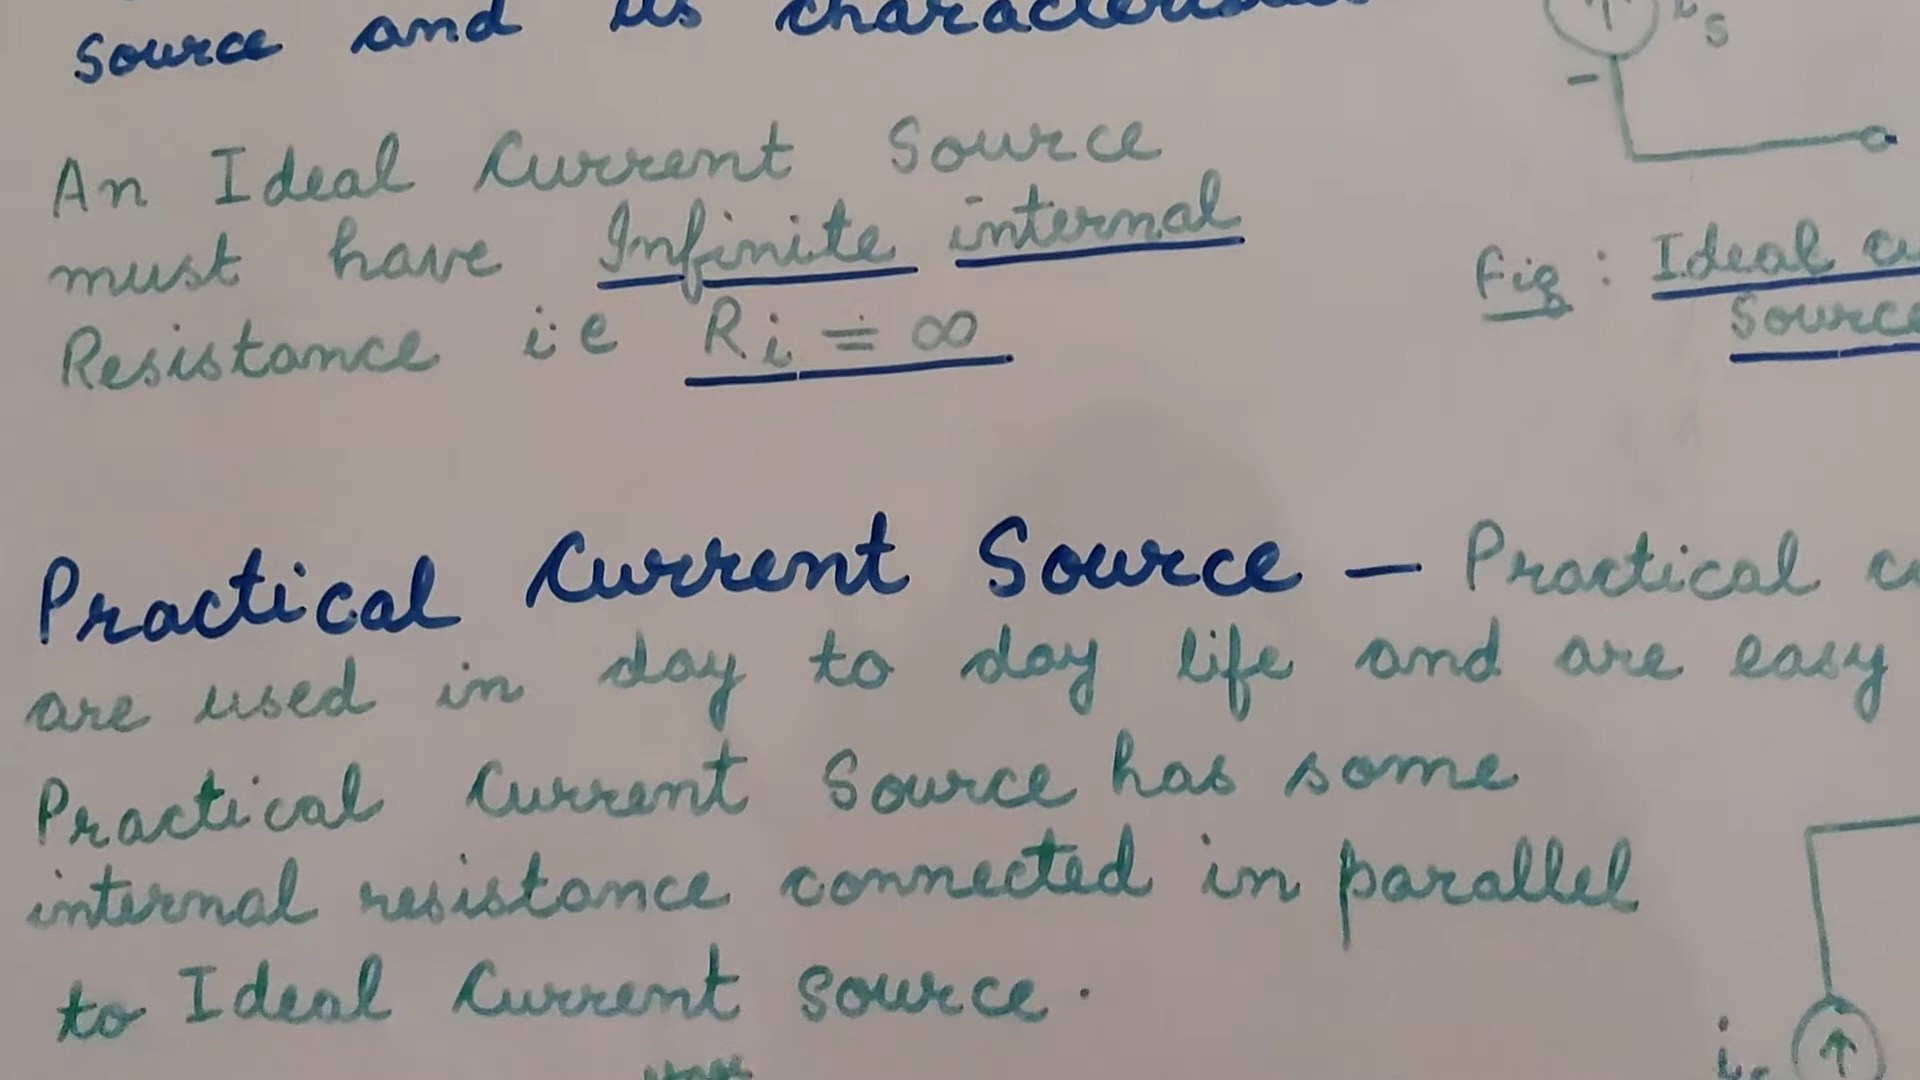 source and its
An Ideal Current Source
must have Infinite internal
Resistance i.e Ri = ∞
is
-
Fig : Ideal
Source
Practical Current Source — Practical
are used in day to day life and are easy
Practical Current Source has some
internal resistance connected in parallel
to Ideal Current source.